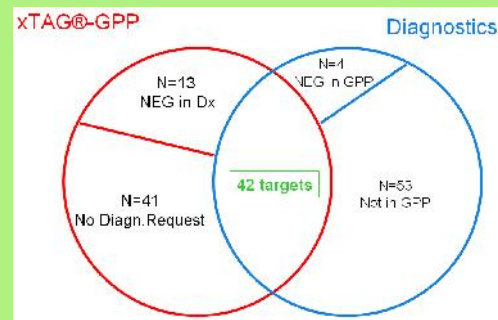 xTAG®-GPP
Diagnostics
N=13
NEG in Dx
N=4
NEG in GPP
N=41
No Diagn.Request
42 targets
N=53
Not in GPP